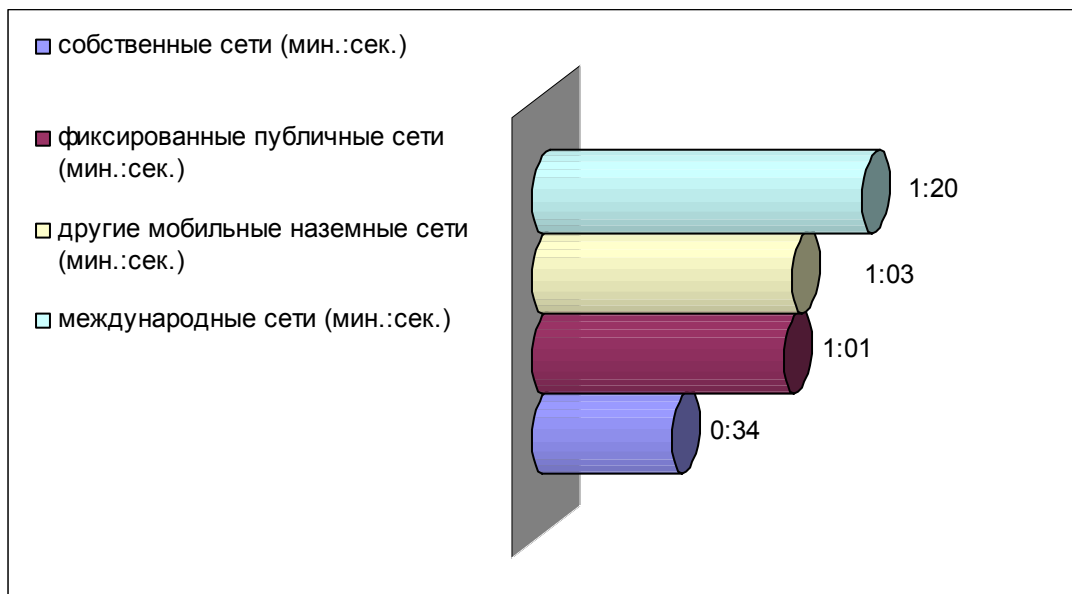 собственные сети (мин.:сек.)
фиксированные публичные сети
(мин.:сек.)
другие мобильные наземные сети
(мин.:сек.)
международные сети (мин.:сек.)
1:20
1:03
1:01
0:34